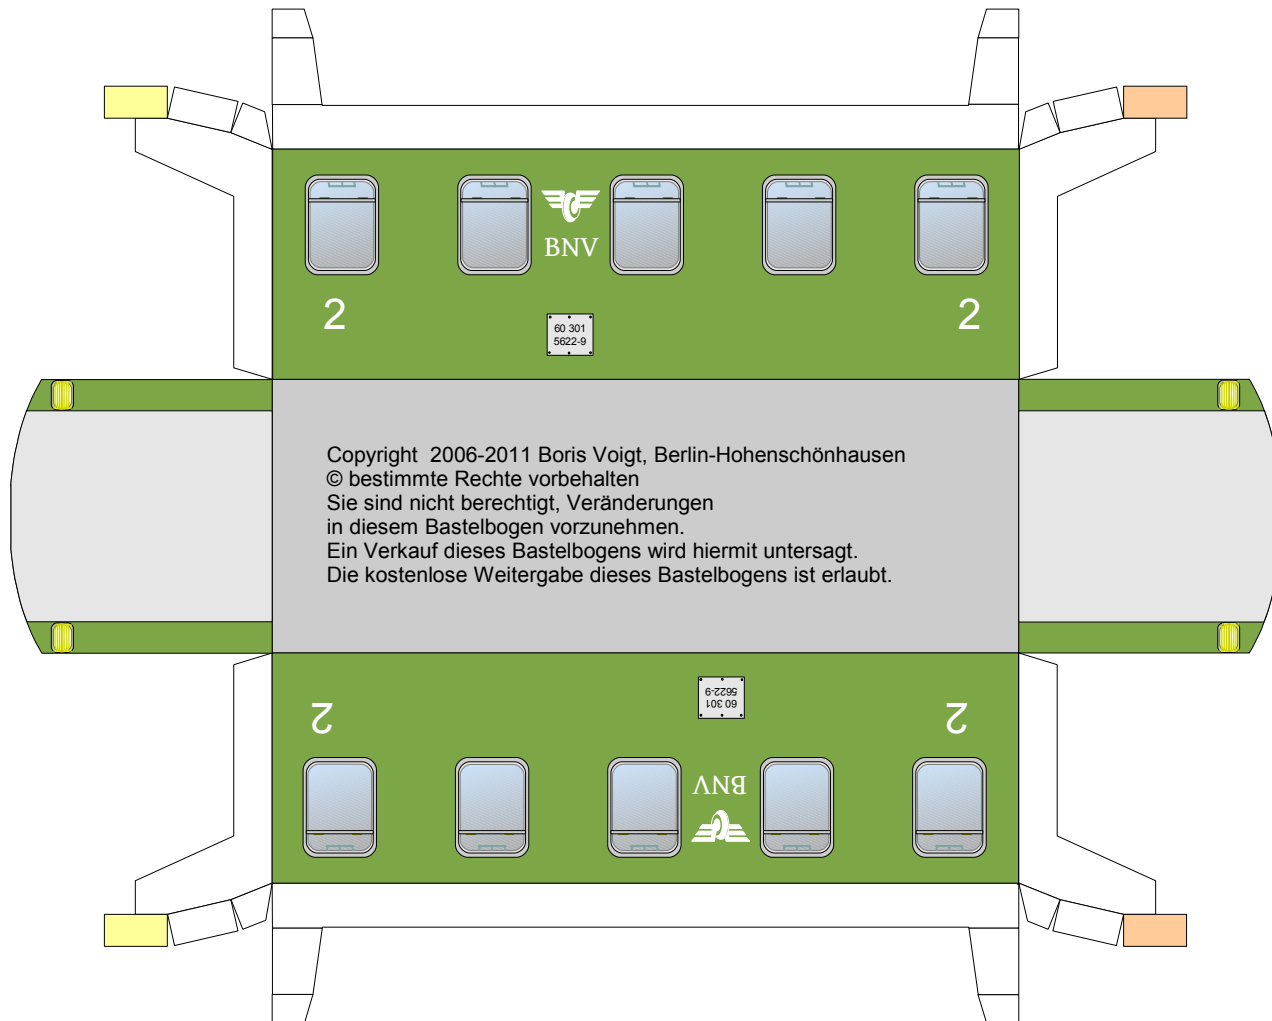 BNV
2
2
60 301
5622-9
Copyright  2006-2011 Boris Voigt, Berlin-Hohenschönhausen
© bestimmte Rechte vorbehalten
Sie sind nicht berechtigt, Veränderungen
in diesem Bastelbogen vorzunehmen.
Ein Verkauf dieses Bastelbogens wird hiermit untersagt.
Die kostenlose Weitergabe dieses Bastelbogens ist erlaubt.
60 301
5622-9
2
2
BNV